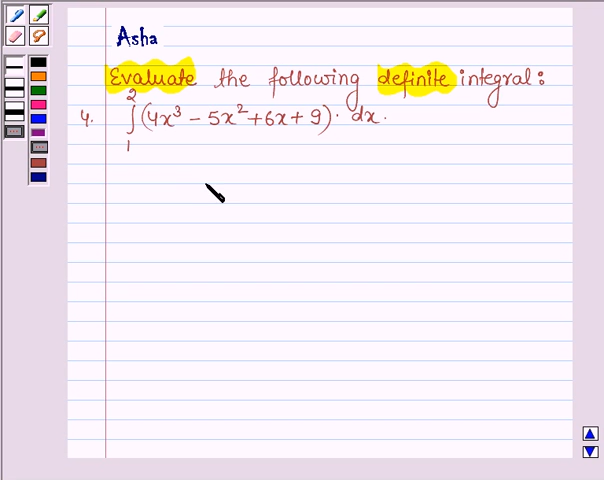 Asha
Evaluate the following definite integral:
4. ∫₁² (4x³ - 5x² + 6x + 9) · dx.